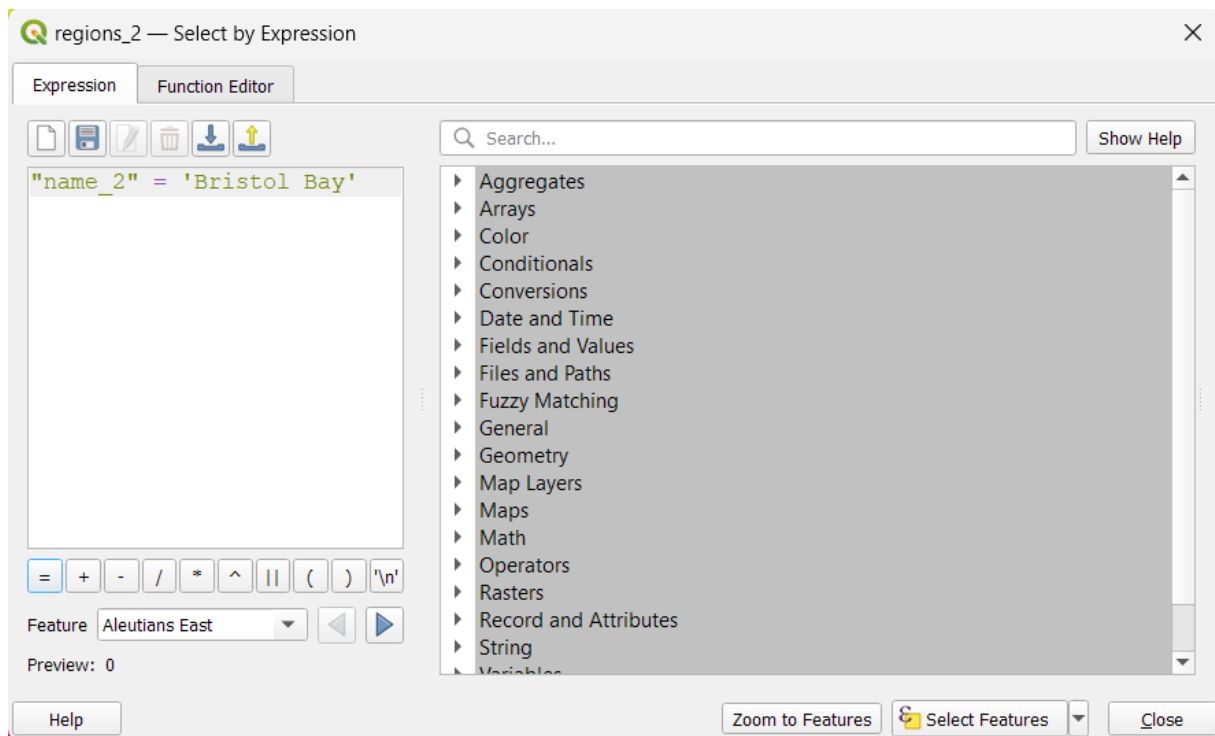 regions_2 — Select by Expression
Expression Function Editor
Search... Show Help
"name_2" = 'Bristol Bay'
Aggregates
Arrays
Color
Conditionals
Conversions
Date and Time
Fields and Values
Files and Paths
Fuzzy Matching
General
Geometry
Map Layers
Maps
Math
Operators
Rasters
Record and Attributes
String
Variables
= + - / * ^ || ( ) '\n'
Feature Aleutians East
Preview: 0
Help Zoom to Features ε Select Features Close